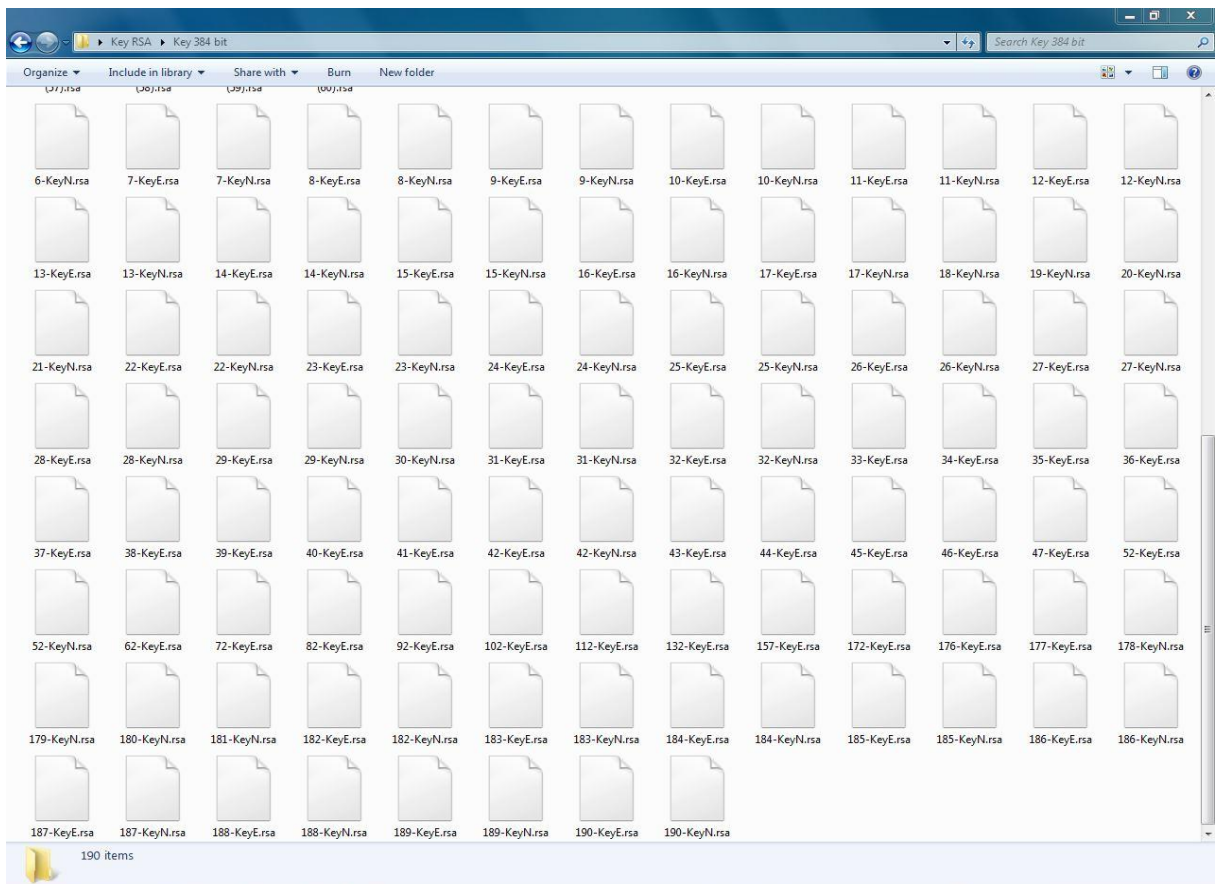 Key RSA Key 384 bit Search Key 384 bit
Organize Include in library Share with Burn New folder
(57).rsa (58).rsa (59).rsa (60).rsa
6-KeyN.rsa 7-KeyE.rsa 7-KeyN.rsa 8-KeyE.rsa 8-KeyN.rsa 9-KeyE.rsa 9-KeyN.rsa 10-KeyE.rsa 10-KeyN.rsa 11-KeyE.rsa 11-KeyN.rsa 12-KeyE.rsa 12-KeyN.rsa
13-KeyE.rsa 13-KeyN.rsa 14-KeyE.rsa 14-KeyN.rsa 15-KeyE.rsa 15-KeyN.rsa 16-KeyE.rsa 16-KeyN.rsa 17-KeyE.rsa 17-KeyN.rsa 18-KeyN.rsa 19-KeyN.rsa 20-KeyN.rsa
21-KeyN.rsa 22-KeyE.rsa 22-KeyN.rsa 23-KeyE.rsa 23-KeyN.rsa 24-KeyE.rsa 24-KeyN.rsa 25-KeyE.rsa 25-KeyN.rsa 26-KeyE.rsa 26-KeyN.rsa 27-KeyE.rsa 27-KeyN.rsa
28-KeyE.rsa 28-KeyN.rsa 29-KeyE.rsa 29-KeyN.rsa 30-KeyN.rsa 31-KeyE.rsa 31-KeyN.rsa 32-KeyE.rsa 32-KeyN.rsa 33-KeyE.rsa 34-KeyE.rsa 35-KeyE.rsa 36-KeyE.rsa
37-KeyE.rsa 38-KeyE.rsa 39-KeyE.rsa 40-KeyE.rsa 41-KeyE.rsa 42-KeyE.rsa 42-KeyN.rsa 43-KeyE.rsa 44-KeyE.rsa 45-KeyE.rsa 46-KeyE.rsa 47-KeyE.rsa 52-KeyE.rsa
52-KeyN.rsa 62-KeyE.rsa 72-KeyE.rsa 82-KeyE.rsa 92-KeyE.rsa 102-KeyE.rsa 112-KeyE.rsa 132-KeyE.rsa 157-KeyE.rsa 172-KeyE.rsa 176-KeyE.rsa 177-KeyE.rsa 178-KeyN.rsa
179-KeyN.rsa 180-KeyN.rsa 181-KeyN.rsa 182-KeyE.rsa 182-KeyN.rsa 183-KeyE.rsa 183-KeyN.rsa 184-KeyE.rsa 184-KeyN.rsa 185-KeyE.rsa 185-KeyN.rsa 186-KeyE.rsa 186-KeyN.rsa
187-KeyE.rsa 187-KeyN.rsa 188-KeyE.rsa 188-KeyN.rsa 189-KeyE.rsa 189-KeyN.rsa 190-KeyE.rsa 190-KeyN.rsa
190 items